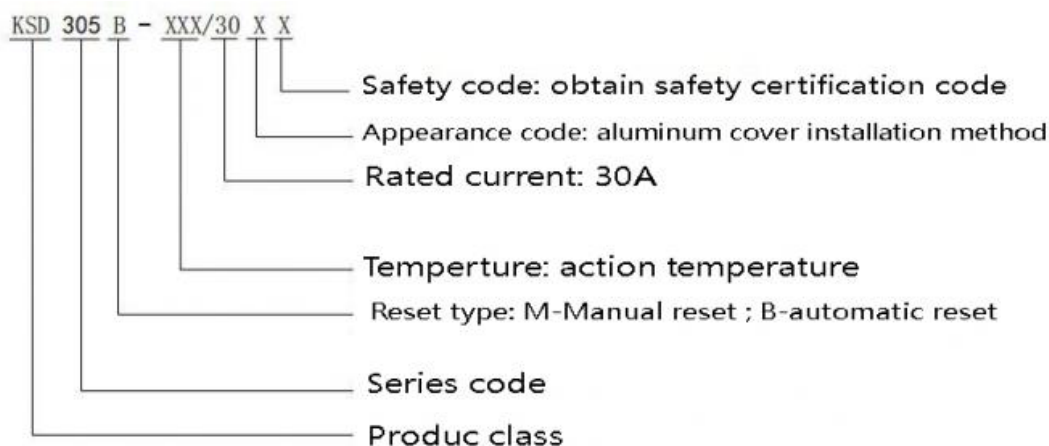 KSD 305 B - XXX/30 X X
Safety code: obtain safety certification code
Appearance code: aluminum cover installation method
Rated current: 30A
Temperture: action temperature
Reset type: M-Manual reset ; B-automatic reset
Series code
Produc class